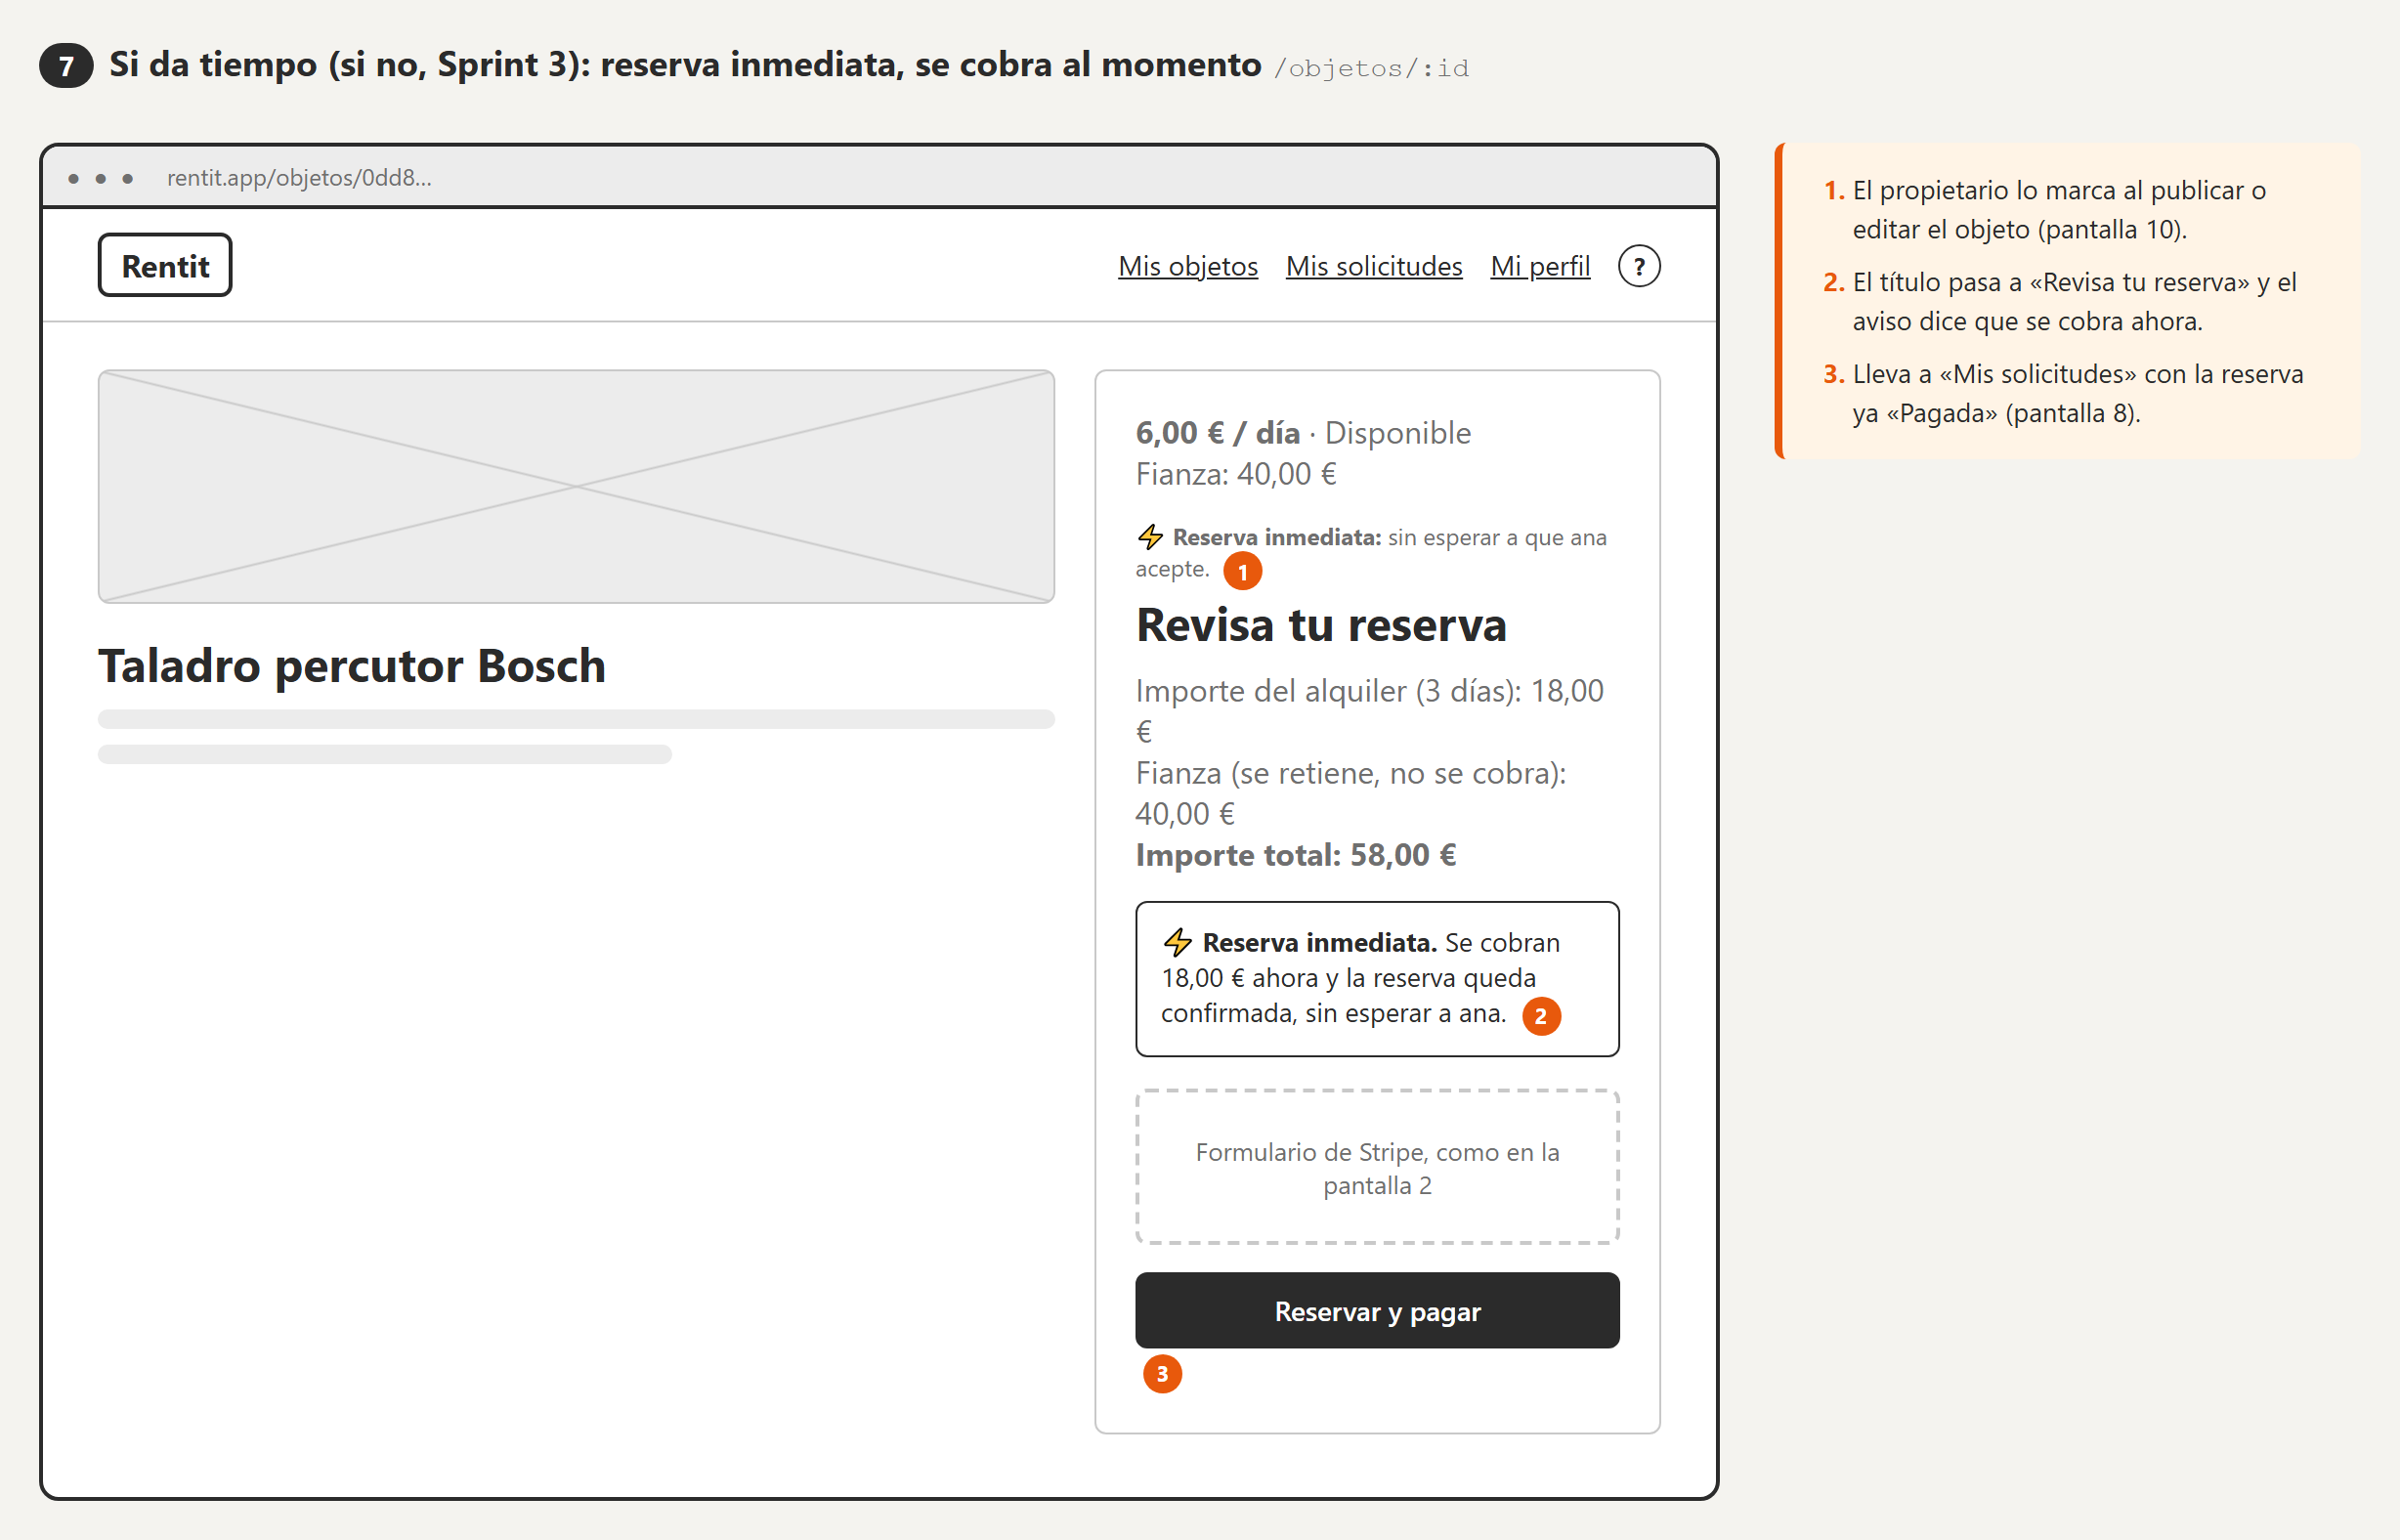 7 Si da tiempo (si no, Sprint 3): reserva inmediata, se cobra al momento /objetos/:id
rentit.app/objetos/0dd8...
Rentit
Mis objetos Mis solicitudes Mi perfil ?
6,00 € / día · Disponible
Fianza: 40,00 €
⚡ Reserva inmediata: sin esperar a que ana
acepte. 1
Revisa tu reserva
Importe del alquiler (3 días): 18,00
€
Fianza (se retiene, no se cobra):
40,00 €
Importe total: 58,00 €
⚡ Reserva inmediata. Se cobran
18,00 € ahora y la reserva queda
confirmada, sin esperar a ana. 2
Formulario de Stripe, como en la
pantalla 2
Reservar y pagar
3
Taladro percutor Bosch
1. El propietario lo marca al publicar o
editar el objeto (pantalla 10).
2. El título pasa a «Revisa tu reserva» y el
aviso dice que se cobra ahora.
3. Lleva a «Mis solicitudes» con la reserva
ya «Pagada» (pantalla 8).